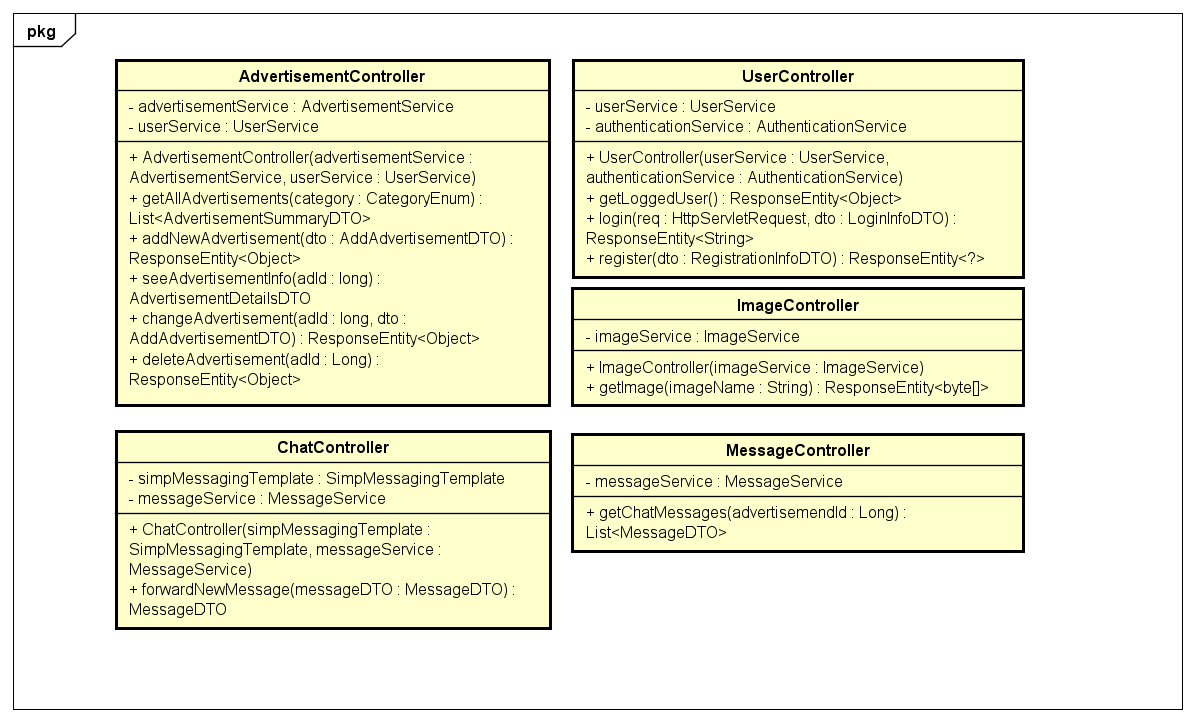 pkg
AdvertisementController
- advertisementService : AdvertisementService
- userService : UserService
+ AdvertisementController(advertisementService :
AdvertisementService, userService : UserService)
+ getAllAdvertisements(category : CategoryEnum) :
List<AdvertisementSummaryDTO>
+ addNewAdvertisement(dto : AddAdvertisementDTO) :
ResponseEntity<Object>
+ seeAdvertisementInfo(adId : long) :
AdvertisementDetailsDTO
+ changeAdvertisement(adId : long, dto :
AddAdvertisementDTO) : ResponseEntity<Object>
+ deleteAdvertisement(adId : Long) :
ResponseEntity<Object>
UserController
- userService : UserService
- authenticationService : AuthenticationService
+ UserController(userService : UserService,
authenticationService : AuthenticationService)
+ getLoggedUser() : ResponseEntity<Object>
+ login(req : HttpServletRequest, dto : LoginInfoDTO) :
ResponseEntity<String>
+ register(dto : RegistrationInfoDTO) : ResponseEntity<?>
ImageController
- imageService : ImageService
+ ImageController(imageService : ImageService)
+ getImage(imageName : String) : ResponseEntity<byte[]>
ChatController
- simpMessagingTemplate : SimpMessagingTemplate
- messageService : MessageService
+ ChatController(simpMessagingTemplate :
SimpMessagingTemplate, messageService :
MessageService)
+ forwardNewMessage(messageDTO : MessageDTO) :
MessageDTO
MessageController
- messageService : MessageService
+ getChatMessages(advertisemendId : Long) :
List<MessageDTO>